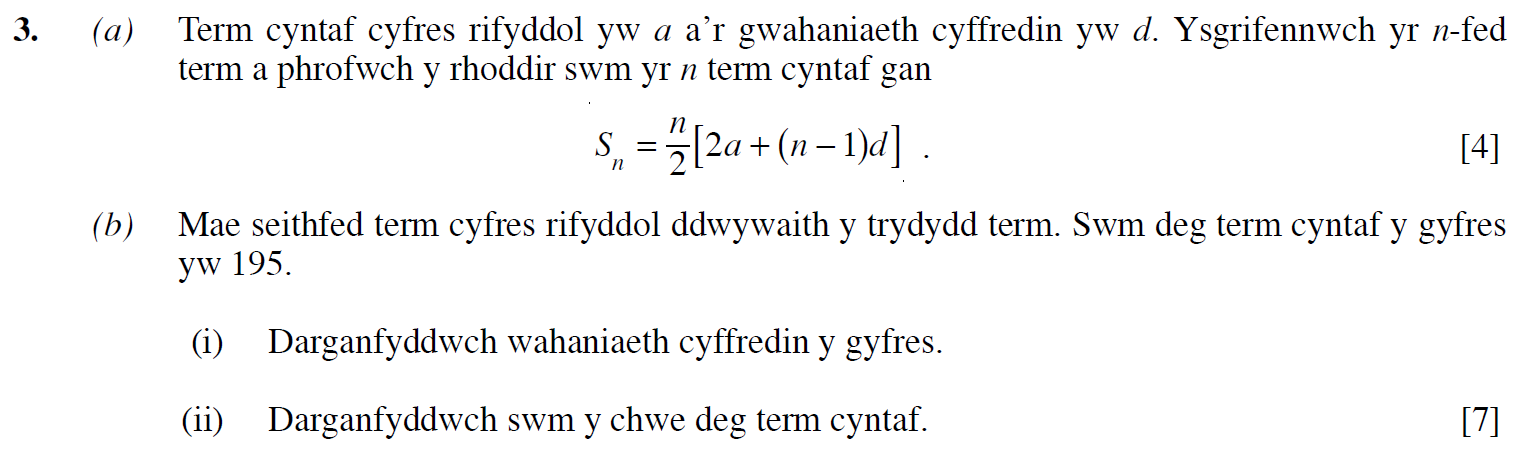 3. (a) Term cyntaf cyfres rifyddol yw a a'r gwahaniaeth cyffredin yw d. Ysgrifennwch yr n-fed
term a phrofwch y rhoddir swm yr n term cyntaf gan
Sₙ = n/2[2a + (n − 1)d] . [4]
(b) Mae seithfed term cyfres rifyddol ddwywaith y trydydd term. Swm deg term cyntaf y gyfres
yw 195.
(i) Darganfyddwch wahaniaeth cyffredin y gyfres.
(ii) Darganfyddwch swm y chwe deg term cyntaf. [7]